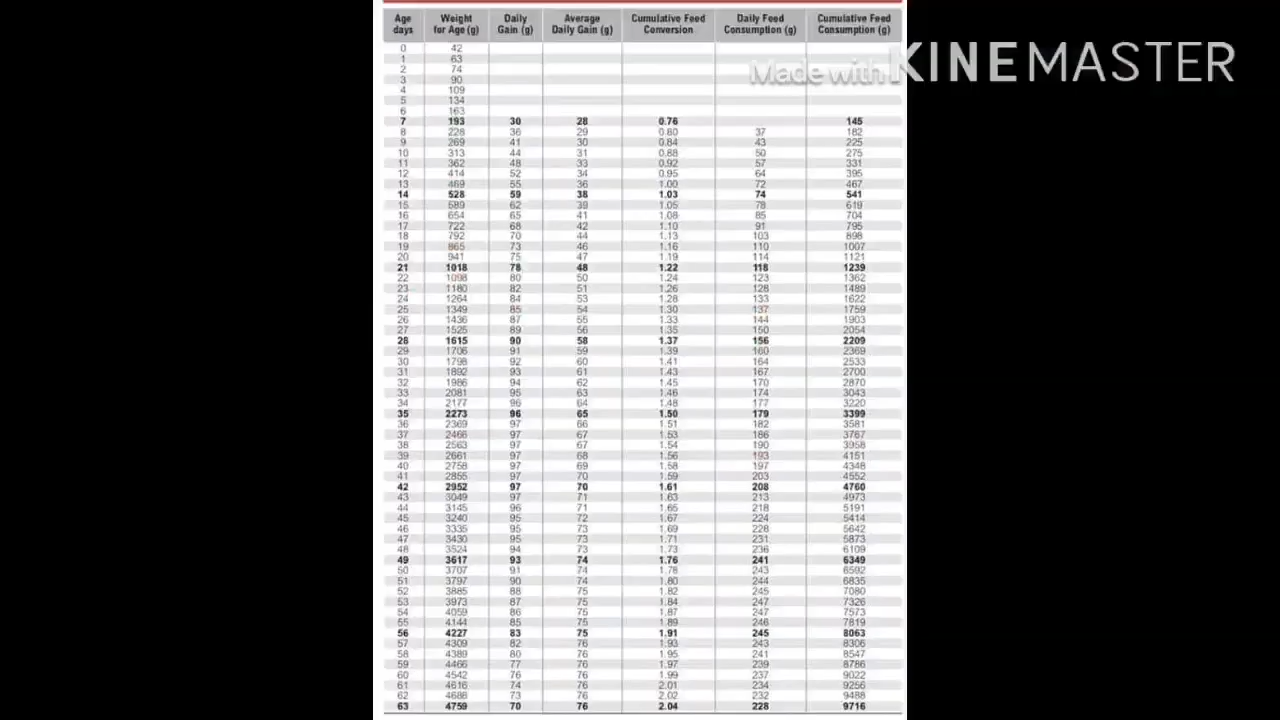 Age days Weight for Age (g) Daily Gain (g) Average Daily Gain (g) Cumulative Feed Conversion Daily Feed Consumption (g) Cumulative Feed Consumption (g)
Made with KINEMASTER
0 42
1 63
2 74
3 90
4 109
5 134
6 163
7 193 30 28 0.76 145
8 228 36 29 0.80 37 182
9 269 41 30 0.84 43 225
10 313 44 31 0.88 50 275
11 362 48 33 0.92 57 331
12 414 52 34 0.95 64 395
13 469 55 36 1.00 72 467
14 528 59 38 1.03 74 541
15 589 62 39 1.05 78 619
16 654 65 41 1.08 85 704
17 722 68 42 1.10 91 795
18 792 70 44 1.13 103 898
19 865 73 46 1.16 110 1007
20 941 75 47 1.19 114 1121
21 1018 78 48 1.22 118 1239
22 1098 80 50 1.24 123 1362
23 1180 82 51 1.26 128 1489
24 1264 84 53 1.28 133 1622
25 1349 85 54 1.30 137 1759
26 1436 87 55 1.33 144 1903
27 1525 89 56 1.35 150 2054
28 1615 90 58 1.37 156 2209
29 1706 91 59 1.39 160 2369
30 1798 92 60 1.41 164 2533
31 1892 93 61 1.43 167 2700
32 1986 94 62 1.45 170 2870
33 2081 95 63 1.46 174 3043
34 2177 96 64 1.48 177 3220
35 2273 96 65 1.50 179 3399
36 2369 97 66 1.51 182 3581
37 2466 97 67 1.53 186 3767
38 2563 97 67 1.54 190 3958
39 2661 97 68 1.56 193 4151
40 2758 97 69 1.58 197 4348
41 2855 97 70 1.59 203 4552
42 2952 97 70 1.61 208 4760
43 3049 97 71 1.63 213 4973
44 3145 96 71 1.65 218 5191
45 3240 95 72 1.67 224 5414
46 3335 95 73 1.69 228 5642
47 3430 95 73 1.71 231 5873
48 3524 94 73 1.73 236 6109
49 3617 93 74 1.76 241 6349
50 3707 91 74 1.78 243 6592
51 3797 90 74 1.80 244 6835
52 3885 88 75 1.82 245 7080
53 3973 87 75 1.84 247 7326
54 4059 86 75 1.87 247 7573
55 4144 85 75 1.89 246 7819
56 4227 83 75 1.91 245 8063
57 4309 82 76 1.93 243 8306
58 4389 80 76 1.95 241 8547
59 4466 77 76 1.97 239 8786
60 4542 76 76 1.99 237 9022
61 4616 74 76 2.01 234 9256
62 4688 73 76 2.02 232 9488
63 4759 70 76 2.04 228 9716